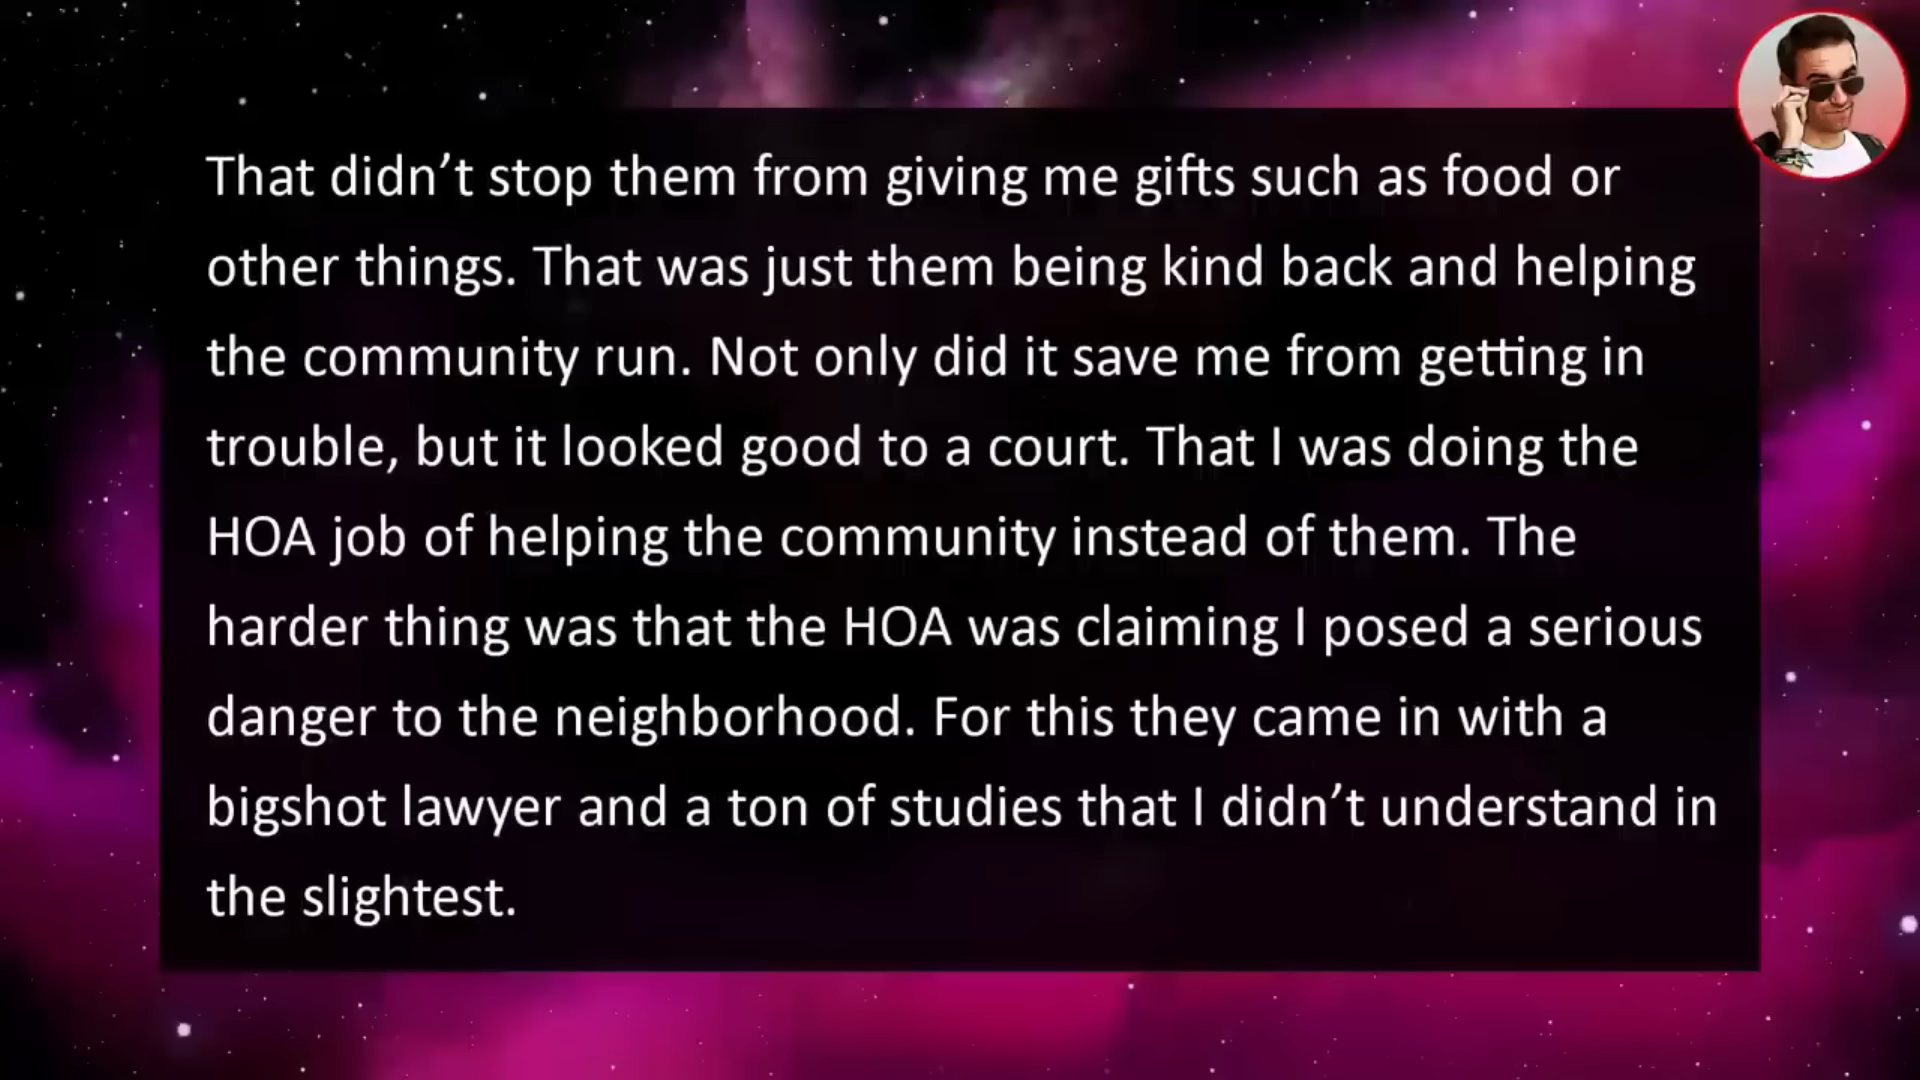 That didn’t stop them from giving me gifts such as food or
other things. That was just them being kind back and helping
the community run. Not only did it save me from getting in
trouble, but it looked good to a court. That I was doing the
HOA job of helping the community instead of them. The
harder thing was that the HOA was claiming I posed a serious
danger to the neighborhood. For this they came in with a
bigshot lawyer and a ton of studies that I didn’t understand in
the slightest.